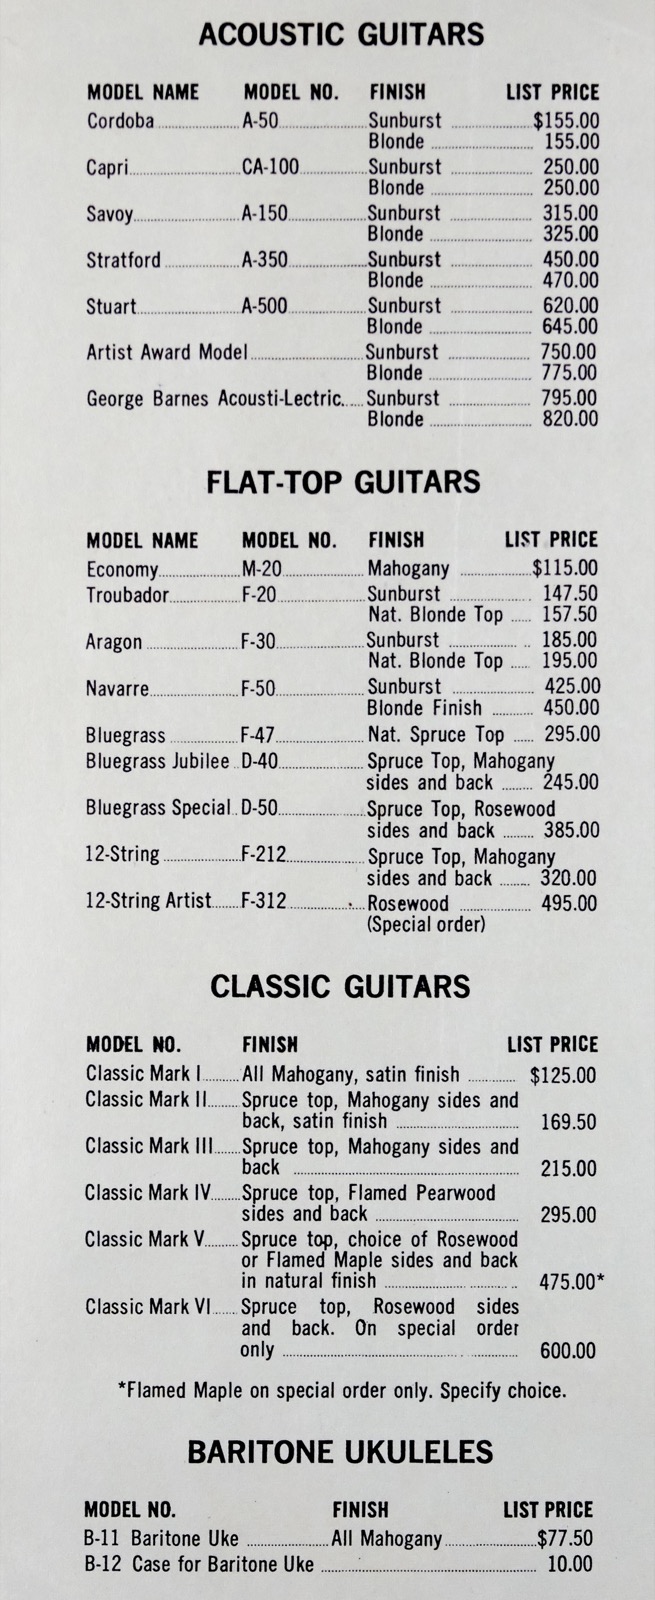 ACOUSTIC GUITARS
MODEL NAME MODEL NO. FINISH LIST PRICE
Cordoba A-50 Sunburst $155.00
Blonde 155.00
Capri CA-100 Sunburst 250.00
Blonde 250.00
Savoy A-150 Sunburst 315.00
Blonde 325.00
Stratford A-350 Sunburst 450.00
Blonde 470.00
Stuart A-500 Sunburst 620.00
Blonde 645.00
Artist Award Model Sunburst 750.00
Blonde 775.00
George Barnes Acousti-Lectric Sunburst 795.00
Blonde 820.00
FLAT-TOP GUITARS
MODEL NAME MODEL NO. FINISH LIST PRICE
Economy M-20 Mahogany $115.00
Troubador F-20 Sunburst 147.50
Nat. Blonde Top 157.50
Aragon F-30 Sunburst 185.00
Nat. Blonde Top 195.00
Navarre F-50 Sunburst 425.00
Blonde Finish 450.00
Bluegrass F-47 Nat. Spruce Top 295.00
Bluegrass Jubilee D-40 Spruce Top, Mahogany
sides and back 245.00
Bluegrass Special D-50 Spruce Top, Rosewood
sides and back 385.00
12-String F-212 Spruce Top, Mahogany
sides and back 320.00
12-String Artist F-312 Rosewood 495.00
(Special order)
CLASSIC GUITARS
MODEL NO. FINISH LIST PRICE
Classic Mark I All Mahogany, satin finish $125.00
Classic Mark II Spruce top, Mahogany sides and
back, satin finish 169.50
Classic Mark III Spruce top, Mahogany sides and
back 215.00
Classic Mark IV Spruce top, Flamed Pearwood
sides and back 295.00
Classic Mark V Spruce top, choice of Rosewood
or Flamed Maple sides and back
in natural finish 475.00*
Classic Mark VI Spruce top, Rosewood sides
and back. On special order
only 600.00
*Flamed Maple on special order only. Specify choice.
BARITONE UKULELES
MODEL NO. FINISH LIST PRICE
B-11 Baritone Uke All Mahogany $77.50
B-12 Case for Baritone Uke 10.00